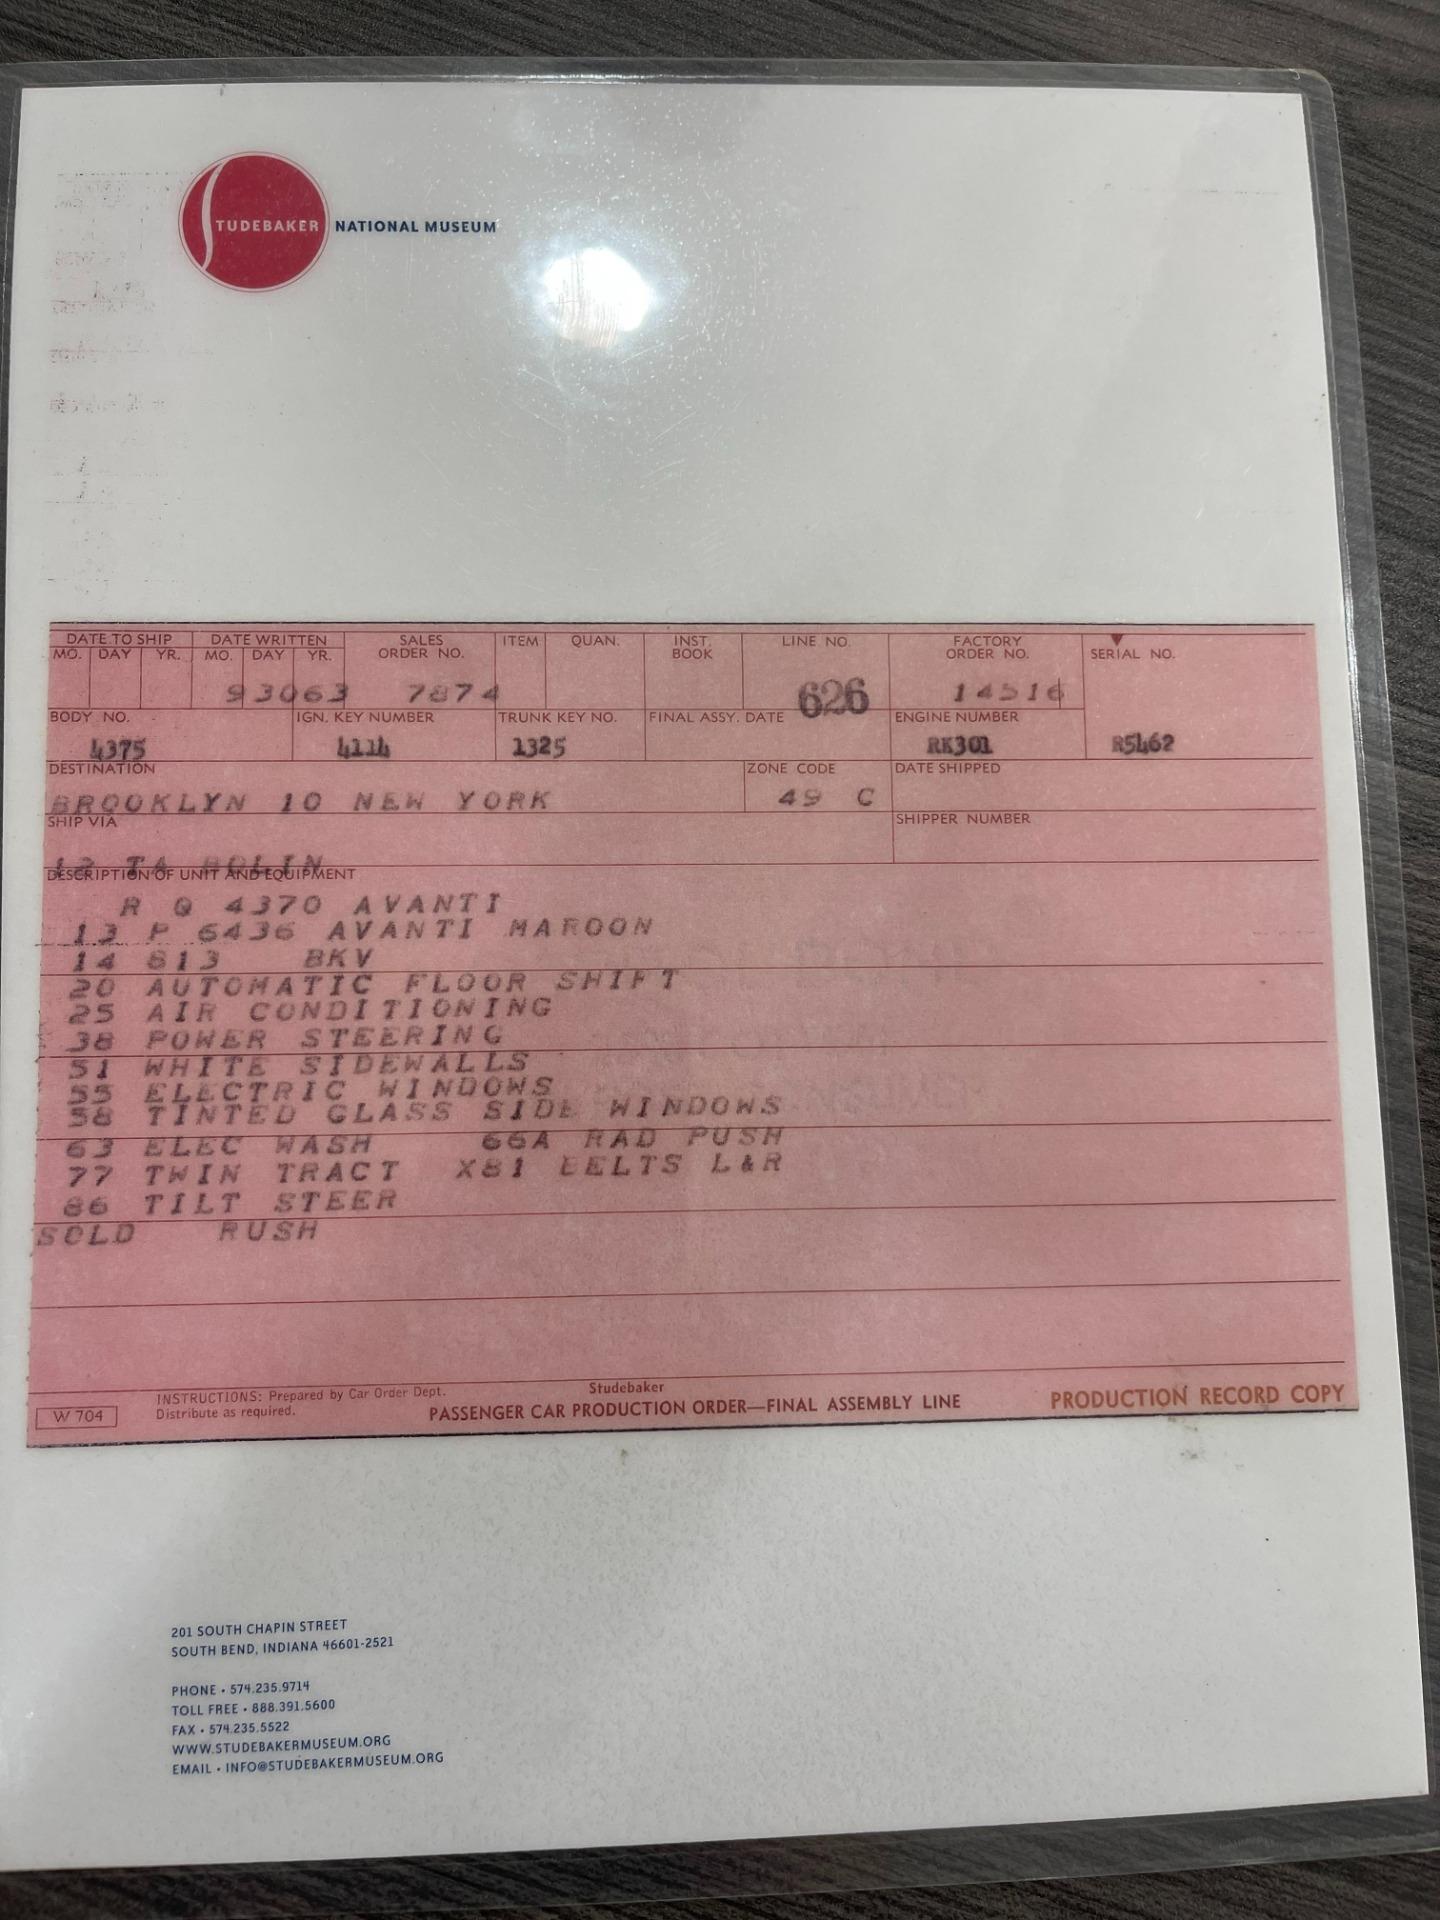 STUDEBAKER NATIONAL MUSEUM
DATE TO SHIP DATE WRITTEN SALES ORDER NO. ITEM QUAN. INST. BOOK LINE NO. FACTORY ORDER NO. SERIAL NO.
MO. DAY YR. MO. DAY YR.
93063 7874 626 14516
BODY NO. IGN. KEY NUMBER TRUNK KEY NO. FINAL ASSY. DATE ENGINE NUMBER
4375 4114 1325 RK301 R5462
DESTINATION ZONE CODE DATE SHIPPED
BROOKLYN 10 NEW YORK 49 C
SHIP VIA SHIPPER NUMBER
12 TA BOLIN
DESCRIPTION OF UNIT AND EQUIPMENT
R Q 4370 AVANTI
13 P 6436 AVANTI MAROON
14 813 BKV
20 AUTOMATIC FLOOR SHIFT
25 AIR CONDITIONING
38 POWER STEERING
51 WHITE SIDEWALLS
55 ELECTRIC WINDOWS
58 TINTED GLASS SIDE WINDOWS
63 ELEC WASH 66A RAD PUSH
77 TWIN TRACT X81 BELTS L&R
86 TILT STEER
SOLD RUSH
W 704
INSTRUCTIONS: Prepared by Car Order Dept.
Distribute as required.
Studebaker
PASSENGER CAR PRODUCTION ORDER—FINAL ASSEMBLY LINE
PRODUCTION RECORD COPY
201 SOUTH CHAPIN STREET
SOUTH BEND, INDIANA 46601-2521
PHONE • 574.235.9714
TOLL FREE • 888.391.5600
FAX • 574.235.5522
WWW.STUDEBAKERMUSEUM.ORG
EMAIL • INFO@STUDEBAKERMUSEUM.ORG